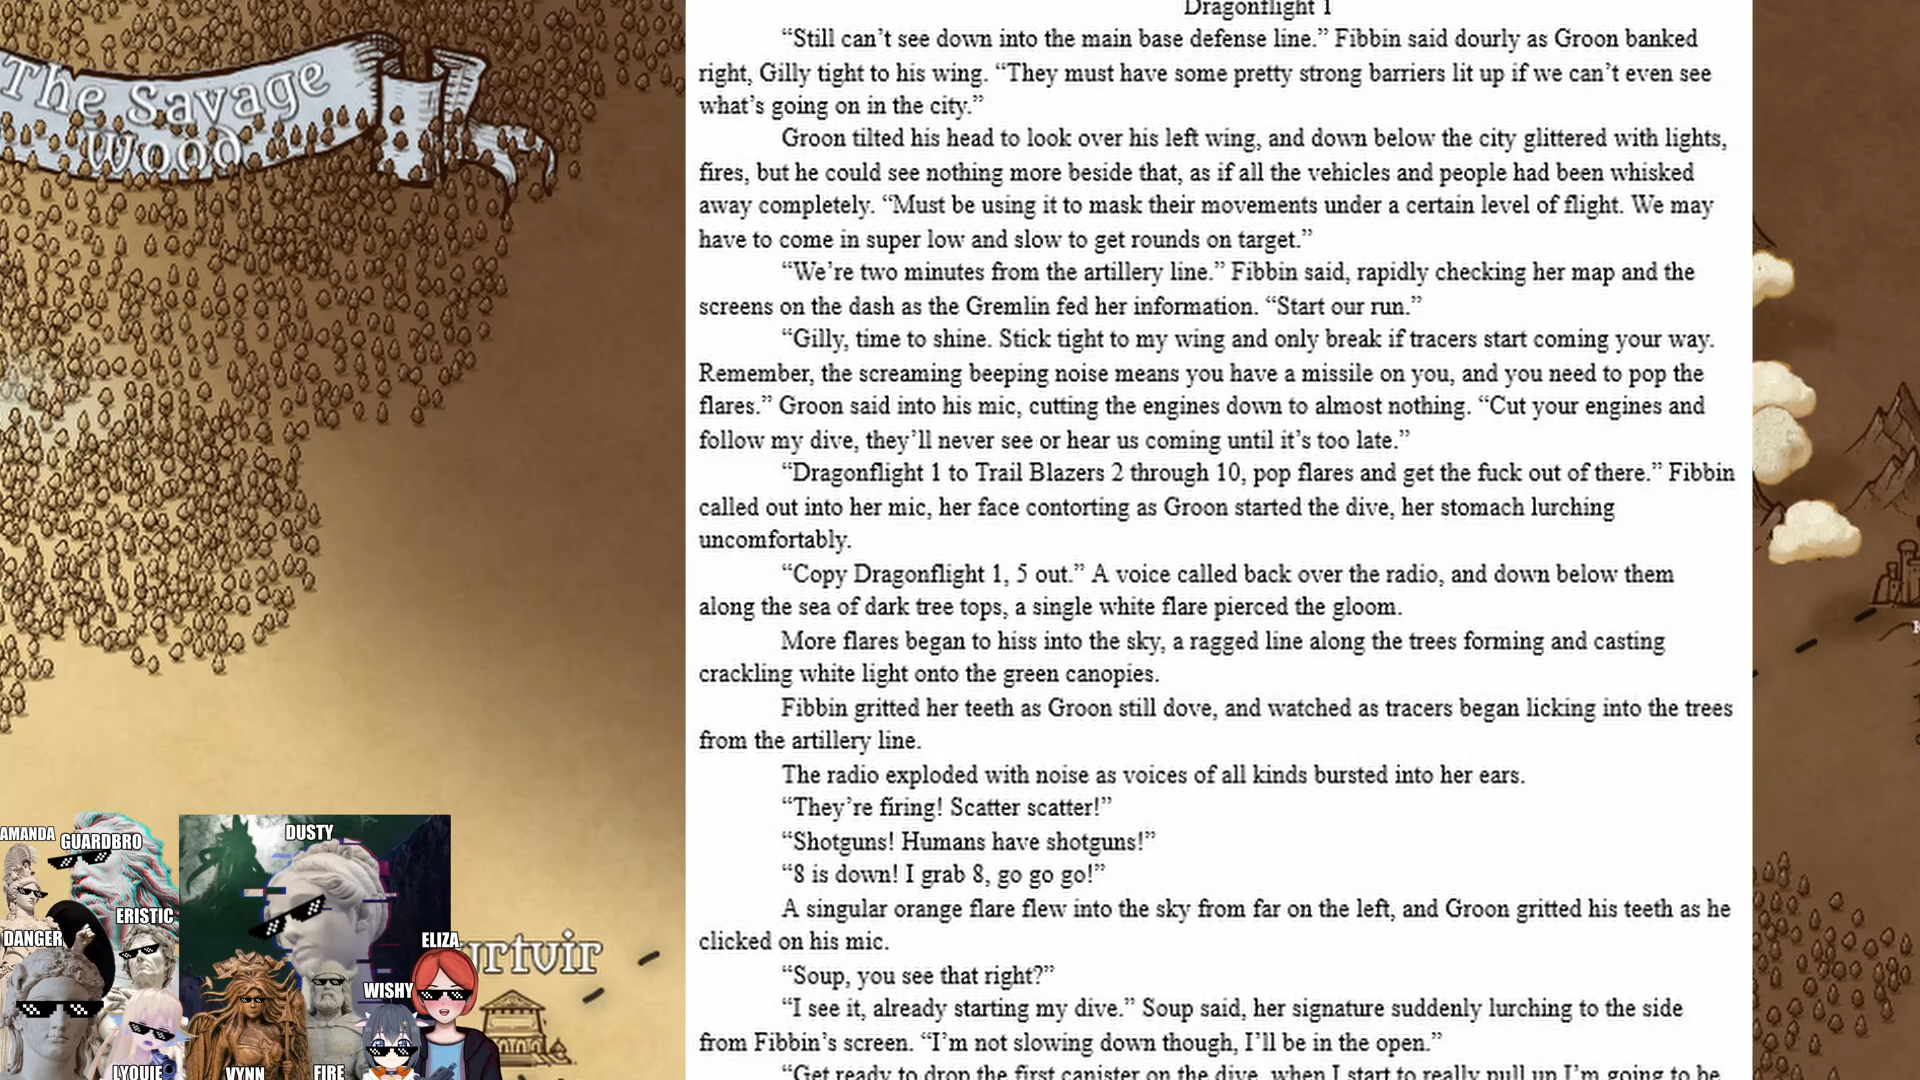 The Savage
Wood
Dragonflight 1
“Still can’t see down into the main base defense line.” Fibbin said dourly as Groon banked
right, Gilly tight to his wing. “They must have some pretty strong barriers lit up if we can’t even see
what’s going on in the city.”
Groon tilted his head to look over his left wing, and down below the city glittered with lights,
fires, but he could see nothing more beside that, as if all the vehicles and people had been whisked
away completely. “Must be using it to mask their movements under a certain level of flight. We may
have to come in super low and slow to get rounds on target.”
“We’re two minutes from the artillery line.” Fibbin said, rapidly checking her map and the
screens on the dash as the Gremlin fed her information. “Start our run.”
“Gilly, time to shine. Stick tight to my wing and only break if tracers start coming your way.
Remember, the screaming beeping noise means you have a missile on you, and you need to pop the
flares.” Groon said into his mic, cutting the engines down to almost nothing. “Cut your engines and
follow my dive, they’ll never see or hear us coming until it’s too late.”
“Dragonflight 1 to Trail Blazers 2 through 10, pop flares and get the fuck out of there.” Fibbin
called out into her mic, her face contorting as Groon started the dive, her stomach lurching
uncomfortably.
“Copy Dragonflight 1, 5 out.” A voice called back over the radio, and down below them
along the sea of dark tree tops, a single white flare pierced the gloom.
More flares began to hiss into the sky, a ragged line along the trees forming and casting
crackling white light onto the green canopies.
Fibbin gritted her teeth as Groon still dove, and watched as tracers began licking into the trees
from the artillery line.
The radio exploded with noise as voices of all kinds bursted into her ears.
“They’re firing! Scatter scatter!”
“Shotguns! Humans have shotguns!”
“8 is down! I grab 8, go go go!”
A singular orange flare flew into the sky from far on the left, and Groon gritted his teeth as he
clicked on his mic.
“Soup, you see that right?”
“I see it, already starting my dive.” Soup said, her signature suddenly lurching to the side
from Fibbin’s screen. “I’m not slowing down though, I’ll be in the open.”
“Get ready to drop the first canister on the dive, when I start to really pull up I’m going to be
AMANDA
GUARDBRO
DUSTY
ERISTIC
DANGER
ELIZA
WISHY
LYQUIE
VYNN
FIRE